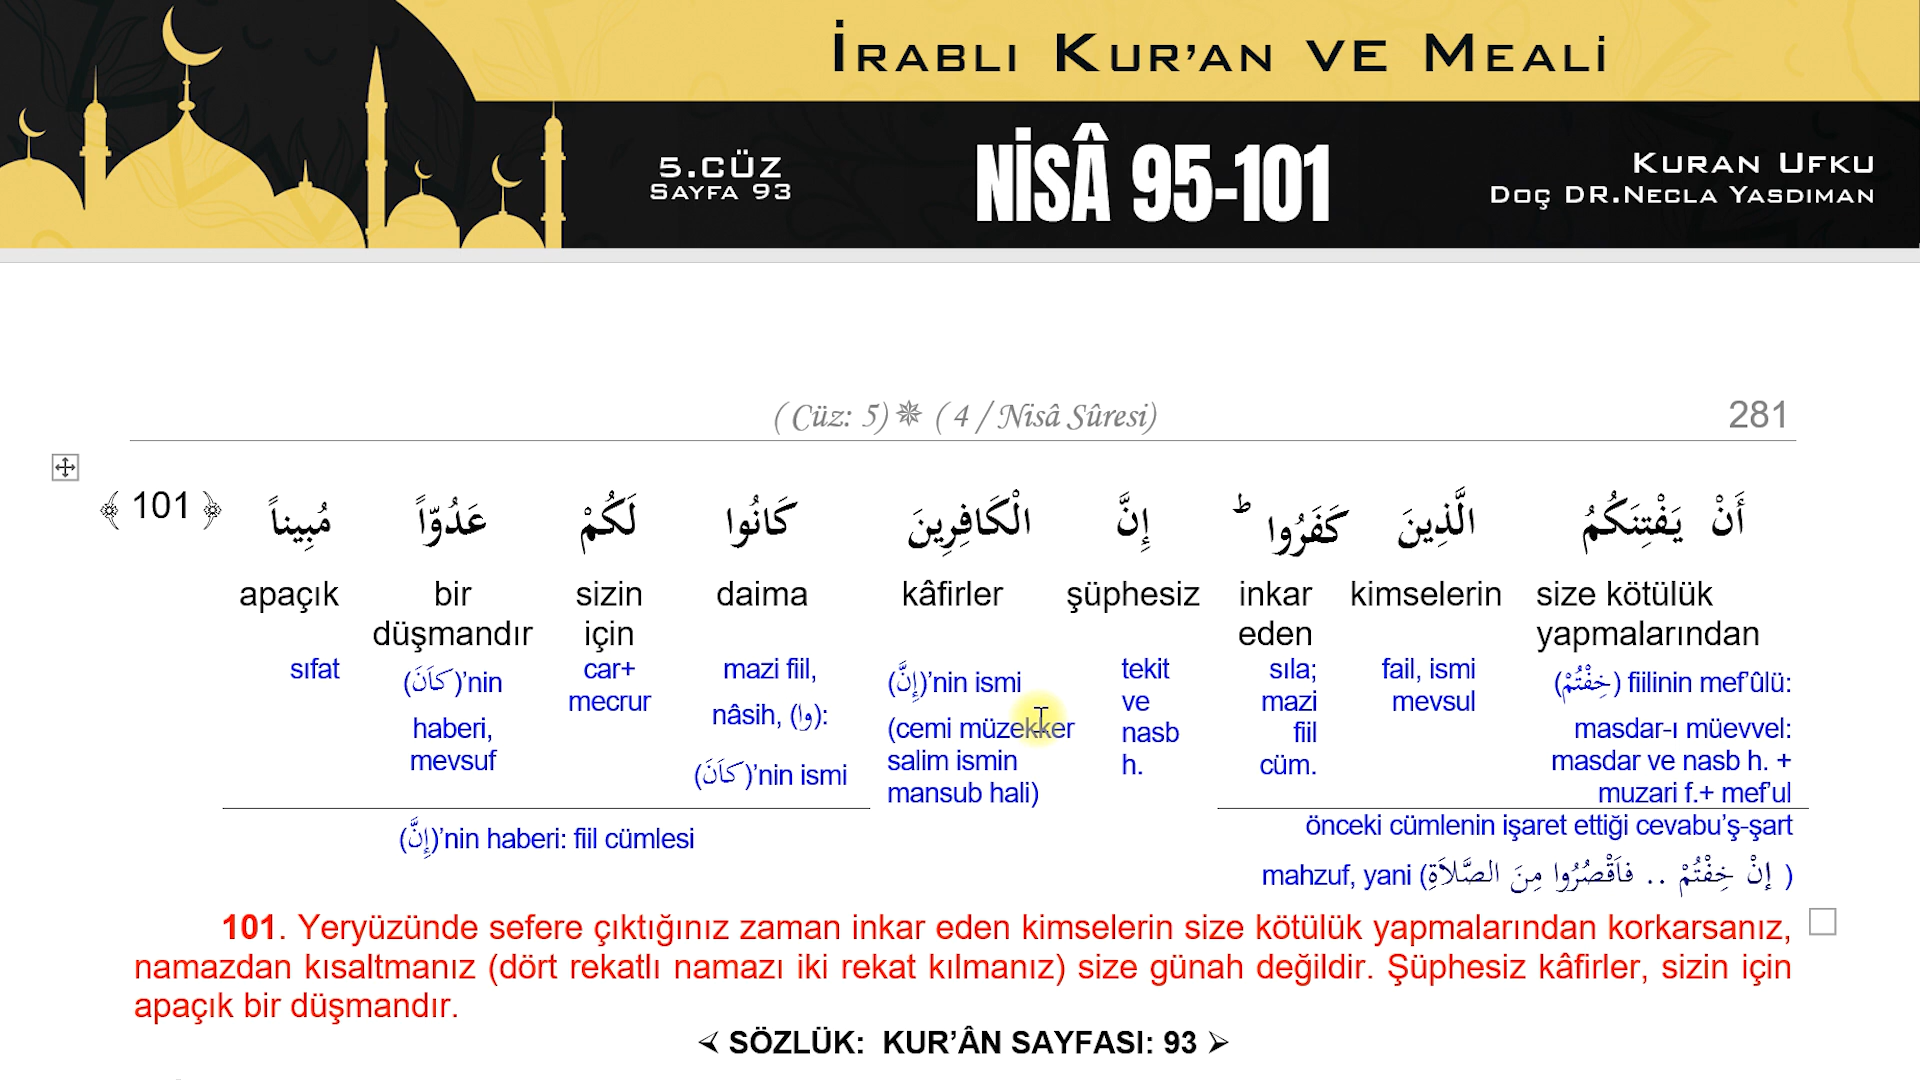 İRABLI KUR'AN VE MEALİ
5.CÜZ
SAYFA 93
NİSÂ 95-101
KURAN UFKU
DOÇ DR.NECLA YASDIMAN
( Cüz: 5) ( 4 / Nisâ Sûresi)
281
أَنْ يَفْتِنَكُمُ الَّذِينَ كَفَرُوا ۜ إِنَّ الْكَافِرِينَ كَانُوا لَكُمْ عَدُوّاً مُبِيناً ﴿ 101 ﴾
size kötülük yapmalarından
kimselerin
inkar eden
şüphesiz
kâfirler
daima
sizin için
bir düşmandır
apaçık
(خِفْتُمْ) fiilinin mef'ûlü:
masdar-ı müevvel:
masdar ve nasb h. +
muzari f.+ mef'ul
fail, ismi
mevsul
sıla;
mazi
fiil
cüm.
tekit
ve
nasb
h.
(إِنَّ)'nin ismi
(cemi müzekker
salim ismin
mansub hali)
mazi fiil,
nâsih, (وا):
(كَانَ)'nin ismi
car+
mecrur
(كَانَ)'nin
haberi,
mevsuf
sıfat
önceki cümlenin işaret ettiği cevabu'ş-şart
mahzuf, yani (إِنْ خِفْتُمْ .. فَاَقْصُرُوا مِنَ الصَّلاَةِ )
(إِنَّ)'nin haberi: fiil cümlesi
101. Yeryüzünde sefere çıktığınız zaman inkar eden kimselerin size kötülük yapmalarından korkarsanız,
namazdan kısaltmanız (dört rekatlı namazı iki rekat kılmanız) size günah değildir. Şüphesiz kâfirler, sizin için
apaçık bir düşmandır.
SÖZLÜK: KUR'ÂN SAYFASI: 93